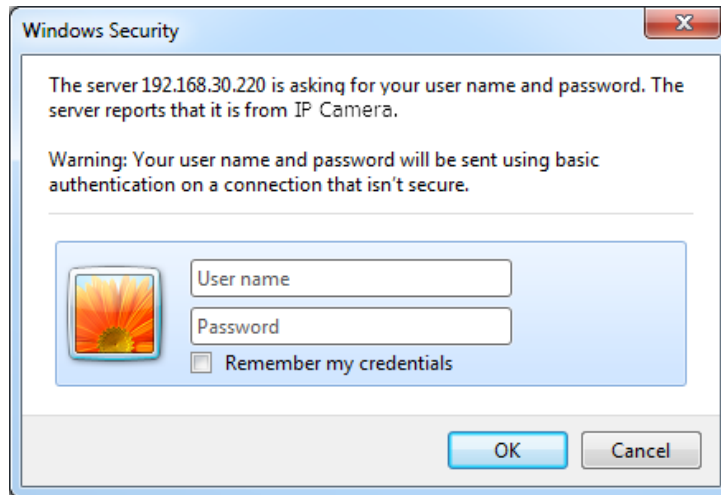 Windows Security
The server 192.168.30.220 is asking for your user name and password. The
server reports that it is from IP Camera.
Warning: Your user name and password will be sent using basic
authentication on a connection that isn't secure.
User name
Password
Remember my credentials
OK
Cancel